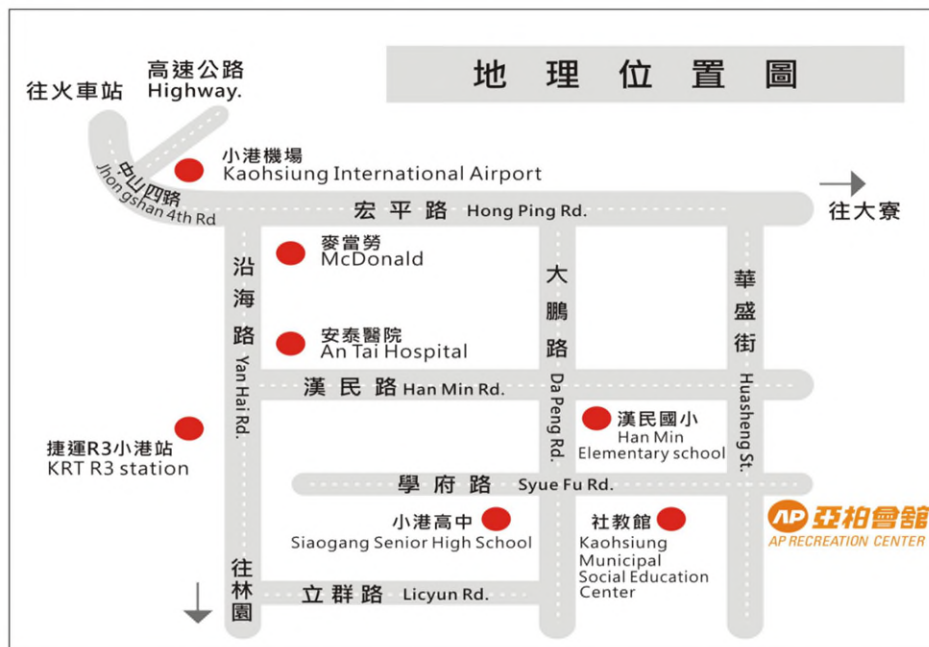 地理位置圖
高速公路
Highway.
往火車站
小港機場
Kaohsiung International Airport
中山四路
Jhongshan 4th Rd
宏平路 Hong Ping Rd.
往大寮
麥當勞
McDonald
沿海路 Yan Hai Rd.
大鵬路 Da Peng Rd.
華盛街 Huasheng St.
安泰醫院
An Tai Hospital
漢民路 Han Min Rd.
捷運R3小港站
KRT R3 station
漢民國小
Han Min
Elementary school
學府路 Syue Fu Rd.
小港高中
Siaogang Senior High School
社教館
Kaohsiung
Municipal
Social Education
Center
AP 亞柏會舘
AP RECREATION CENTER
往林園
立群路 Licyun Rd.